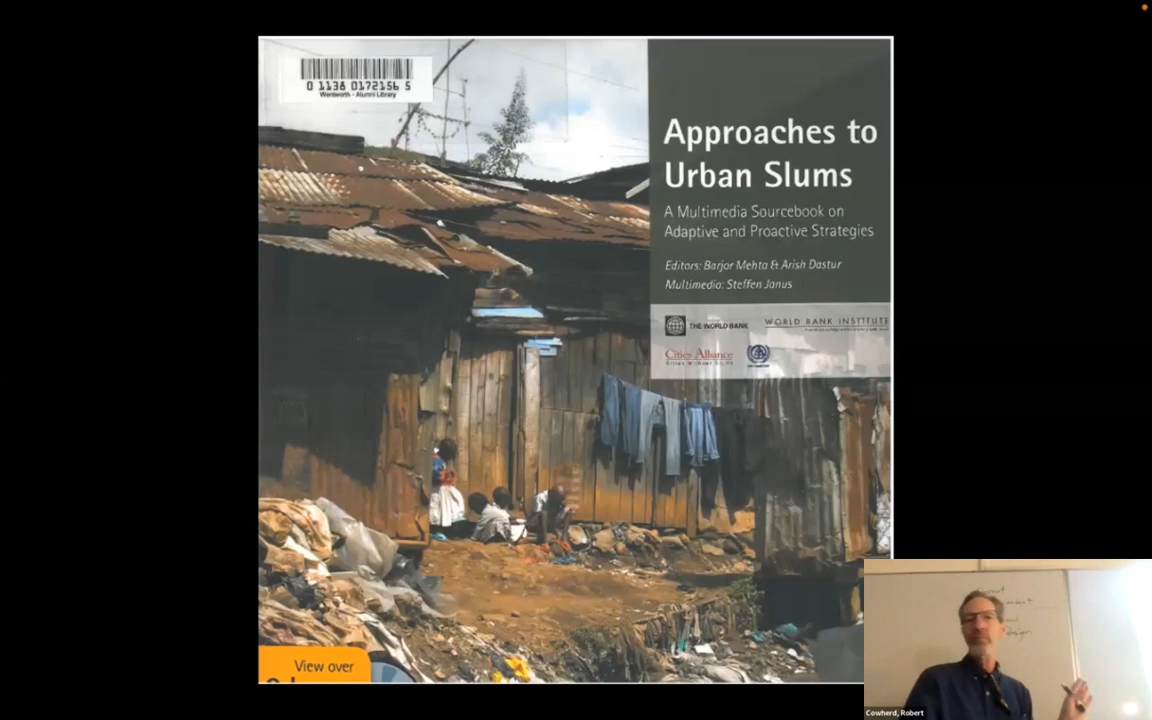 0 1138 0172156 5
Wentworth - Alumni Library
Approaches to
Urban Slums
A Multimedia Sourcebook on
Adaptive and Proactive Strategies
Editors: Barjor Mehta & Arish Dastur
Multimedia: Steffen Janus
THE WORLD BANK
WORLD BANK INSTITUTE
Cities Alliance
View over
Cowherd, Robert